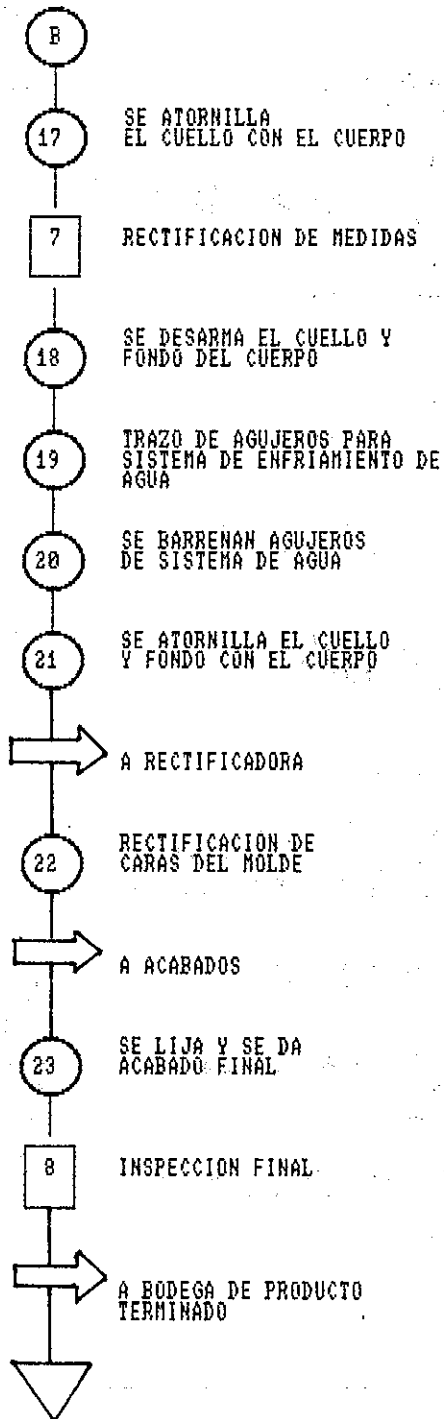 B
17
SE ATORNILLA
EL CUELLO CON EL CUERPO
7
RECTIFICACION DE MEDIDAS
18
SE DESARMA EL CUELLO Y
FONDO DEL CUERPO
19
TRAZO DE AGUJEROS PARA
SISTEMA DE ENFRIAMIENTO DE
AGUA
20
SE BARRENAN AGUJEROS
DE SISTEMA DE AGUA
21
SE ATORNILLA EL CUELLO
Y FONDO CON EL CUERPO
A RECTIFICADORA
22
RECTIFICACION DE
CARAS DEL MOLDE
A ACABADOS
23
SE LIJA Y SE DA
ACABADO FINAL
8
INSPECCION FINAL
A BODEGA DE PRODUCTO
TERMINADO